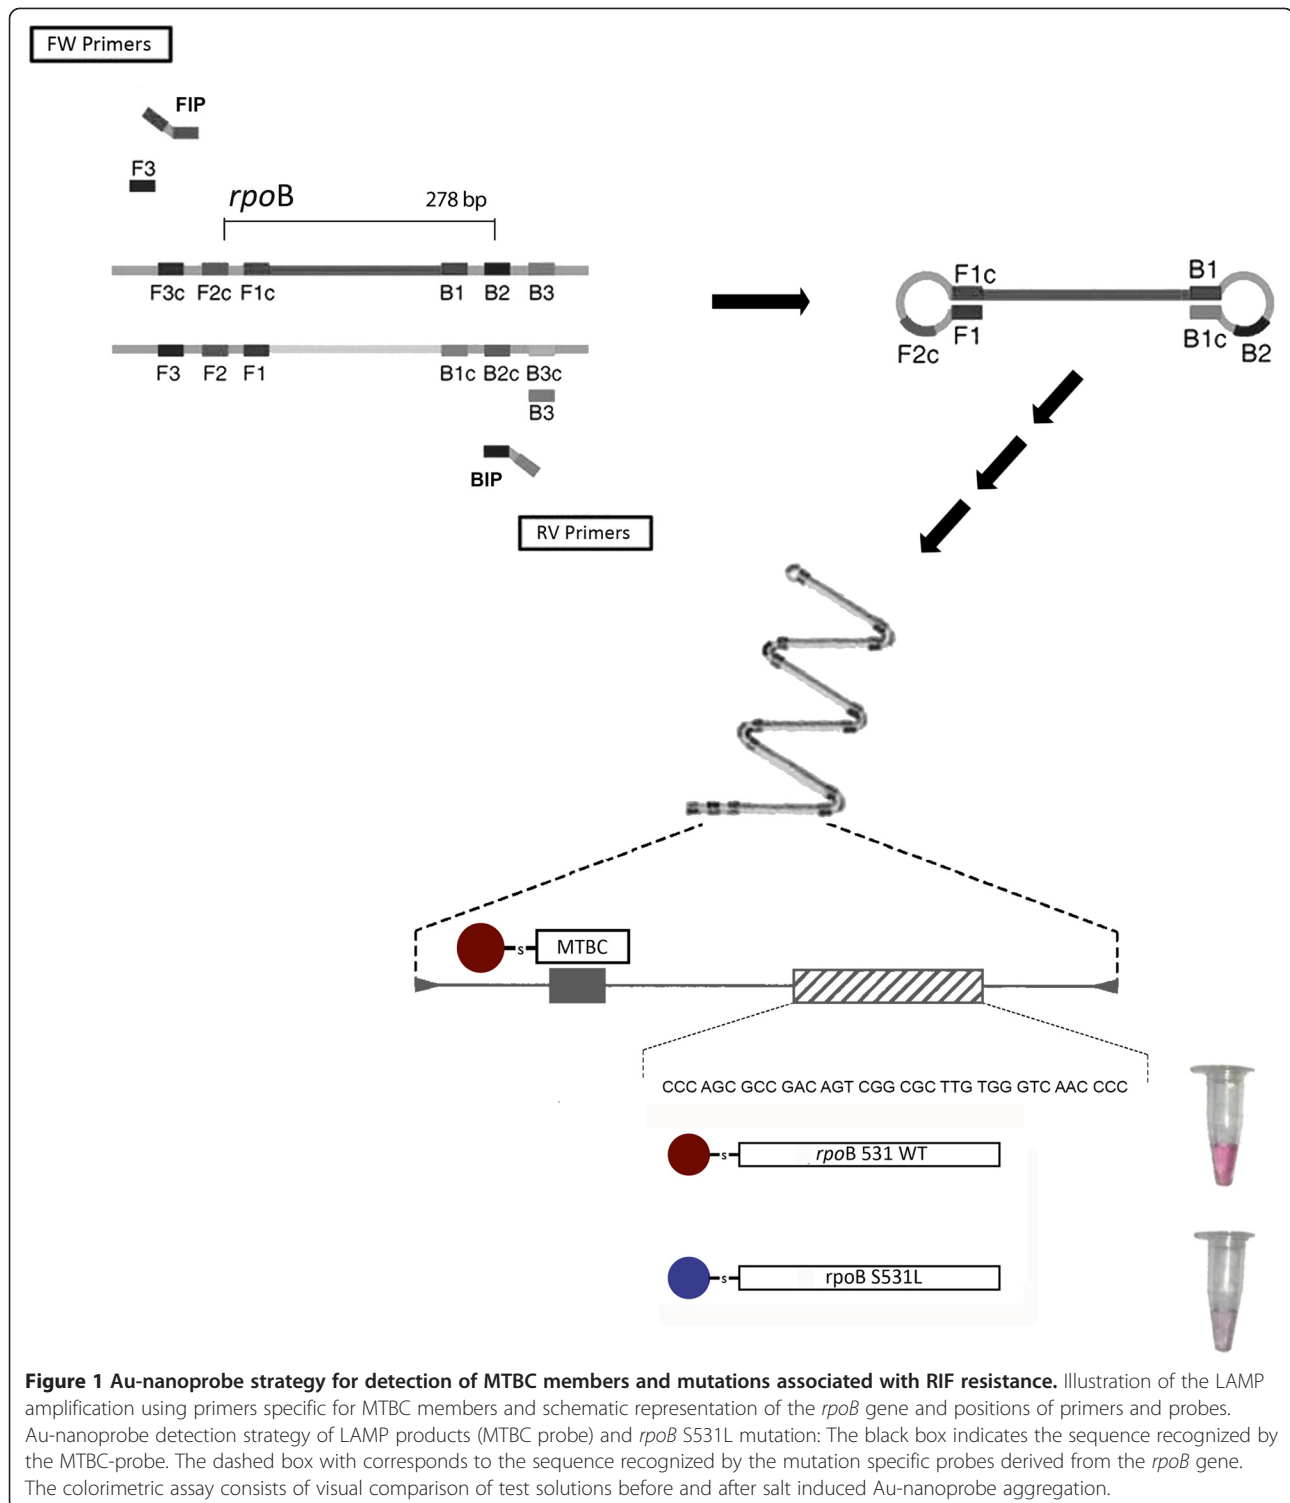 FW Primers
FIP
F3
rpoB 278 bp
F3c F2c F1c B1 B2 B3
F3 F2 F1 B1c B2c B3c
B3
BIP
RV Primers
F1c B1
F2c F1 B1c B2
s MTBC
CCC AGC GCC GAC AGT CGG CGC TTG TGG GTC AAC CCC
s rpoB 531 WT
s rpoB S531L
Figure 1 Au-nanoprobe strategy for detection of MTBC members and mutations associated with RIF resistance. Illustration of the LAMP
amplification using primers specific for MTBC members and schematic representation of the rpoB gene and positions of primers and probes.
Au-nanoprobe detection strategy of LAMP products (MTBC probe) and rpoB S531L mutation: The black box indicates the sequence recognized by
the MTBC-probe. The dashed box with corresponds to the sequence recognized by the mutation specific probes derived from the rpoB gene.
The colorimetric assay consists of visual comparison of test solutions before and after salt induced Au-nanoprobe aggregation.